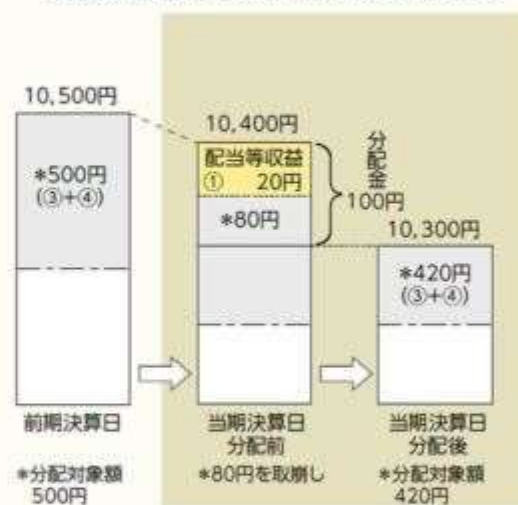 10,500円
*500円
(③+④)
前期決算日
*分配対象額
500円
10,400円
配当等収益
① 20円
*80円
分配金
100円
当期決算日
分配前
*80円を取崩し
10,300円
*420円
(③+④)
当期決算日
分配後
*分配対象額
420円